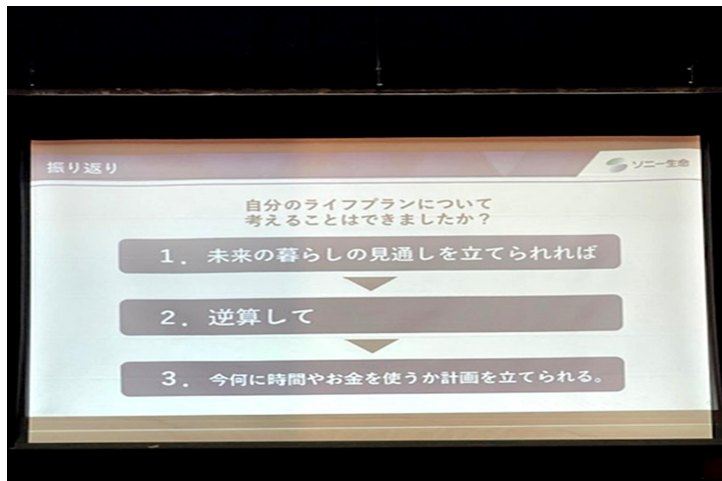 振り返り
ソニー生命
自分のライフプランについて
考えることはできましたか？
1. 未来の暮らしの見通しを立てられれば
2. 逆算して
3. 今何に時間やお金を使うか計画を立てられる。